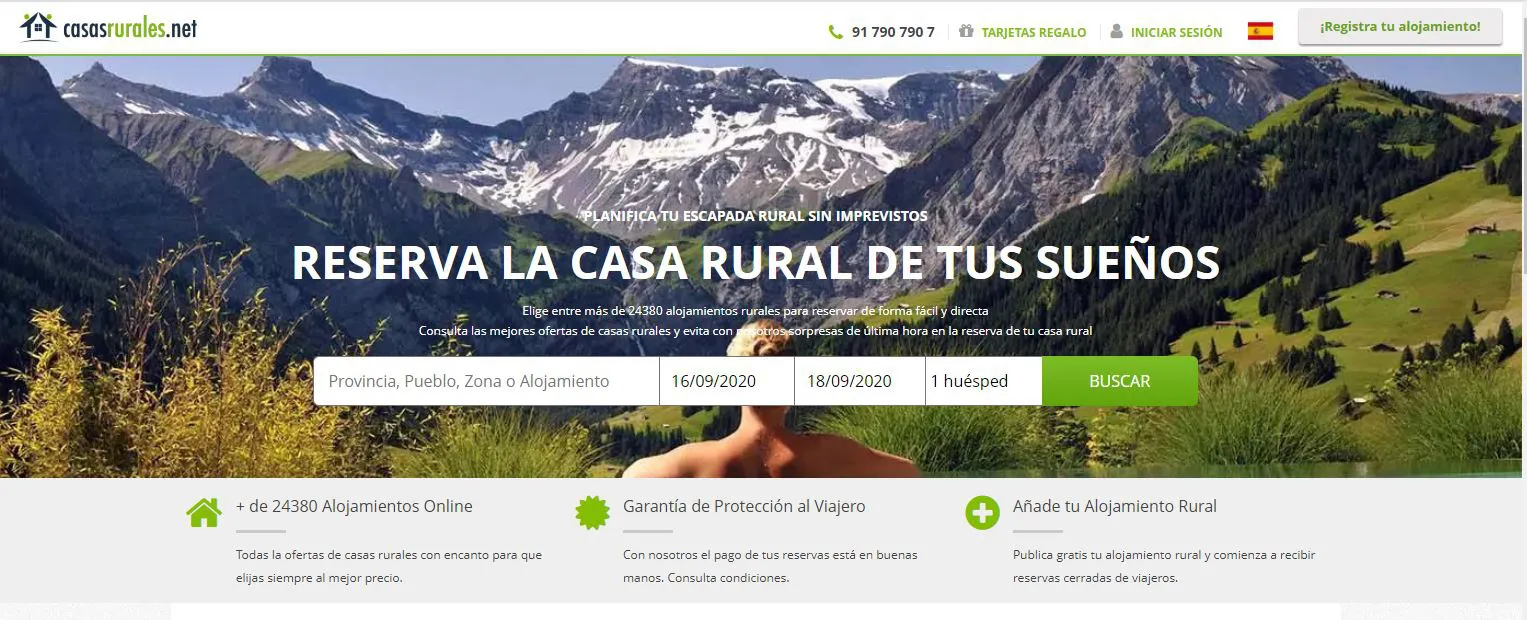 casasrurales.net
91 790 790 7
TARJETAS REGALO
INICIAR SESIÓN
¡Registra tu alojamiento!
PLANIFICA TU ESCAPADA RURAL SIN IMPREVISTOS
RESERVA LA CASA RURAL DE TUS SUEÑOS
Elige entre más de 24380 alojamientos rurales para reservar de forma fácil y directa
Consulta las mejores ofertas de casas rurales y evita con nosotros sorpresas de última hora en la reserva de tu casa rural
Provincia, Pueblo, Zona o Alojamiento
16/09/2020
18/09/2020
1 huésped
BUSCAR
+ de 24380 Alojamientos Online
Todas la ofertas de casas rurales con encanto para que
elijas siempre al mejor precio.
Garantía de Protección al Viajero
Con nosotros el pago de tus reservas está en buenas
manos. Consulta condiciones.
Añade tu Alojamiento Rural
Publica gratis tu alojamiento rural y comienza a recibir
reservas cerradas de viajeros.